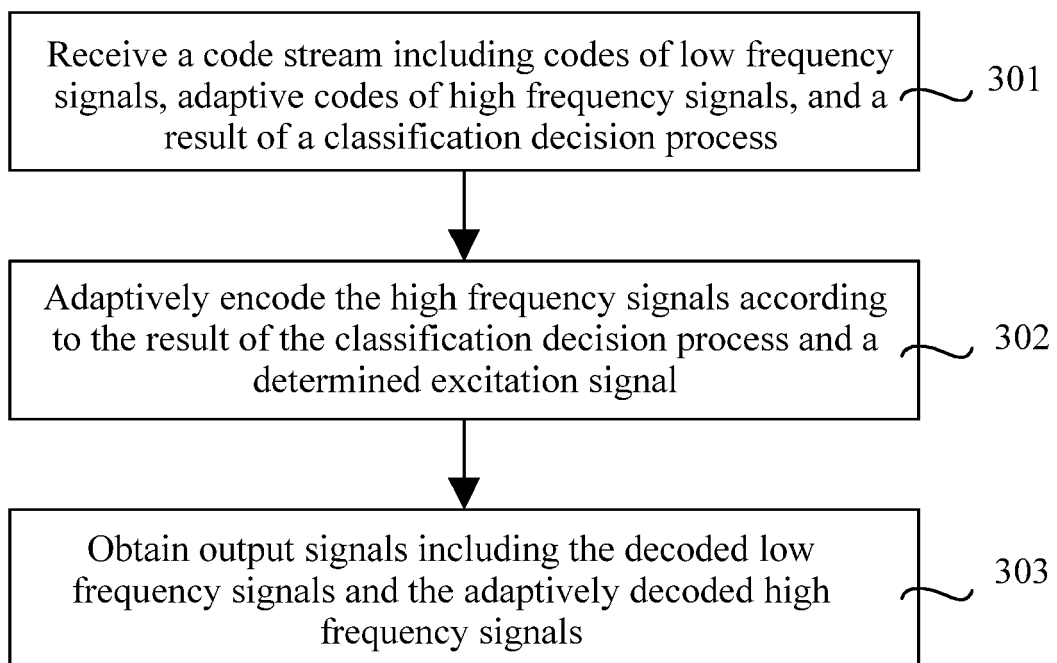 Receive a code stream including codes of low frequency
signals, adaptive codes of high frequency signals, and a
result of a classification decision process
301
Adaptively encode the high frequency signals according
to the result of the classification decision process and a
determined excitation signal
302
Obtain output signals including the decoded low
frequency signals and the adaptively decoded high
frequency signals
303